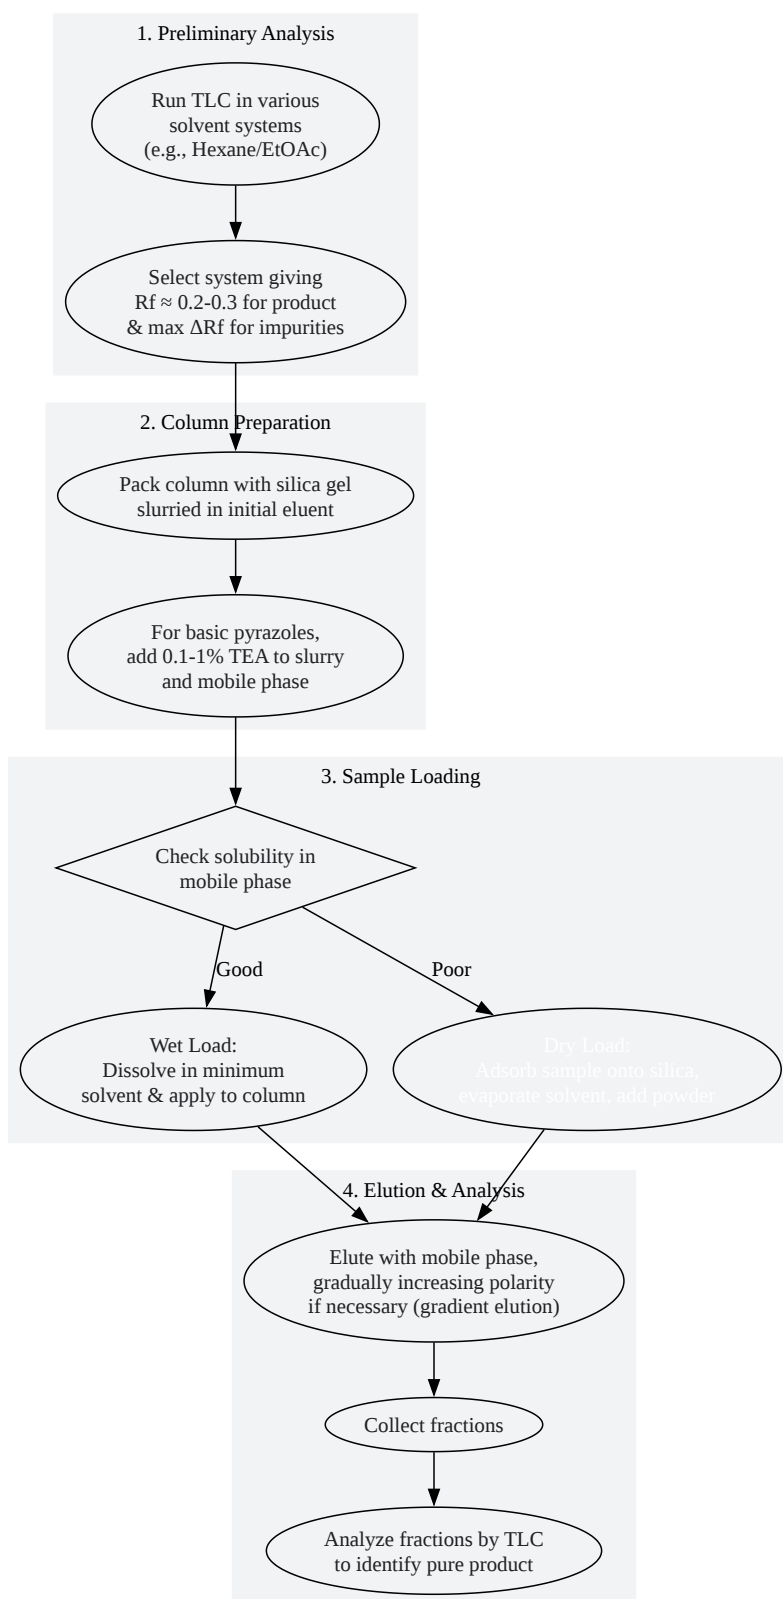 1. Preliminary Analysis
Run TLC in various
solvent systems
(e.g., Hexane/EtOAc)
Select system giving
Rf ≈ 0.2-0.3 for product
& max ΔRf for impurities
2. Column Preparation
Pack column with silica gel
slurried in initial eluent
For basic pyrazoles,
add 0.1-1% TEA to slurry
and mobile phase
3. Sample Loading
Check solubility in
mobile phase
Good
Poor
Wet Load:
Dissolve in minimum
solvent & apply to column
Dry Load:
Adsorb sample onto silica,
evaporate solvent, add powder
4. Elution & Analysis
Elute with mobile phase,
gradually increasing polarity
if necessary (gradient elution)
Collect fractions
Analyze fractions by TLC
to identify pure product